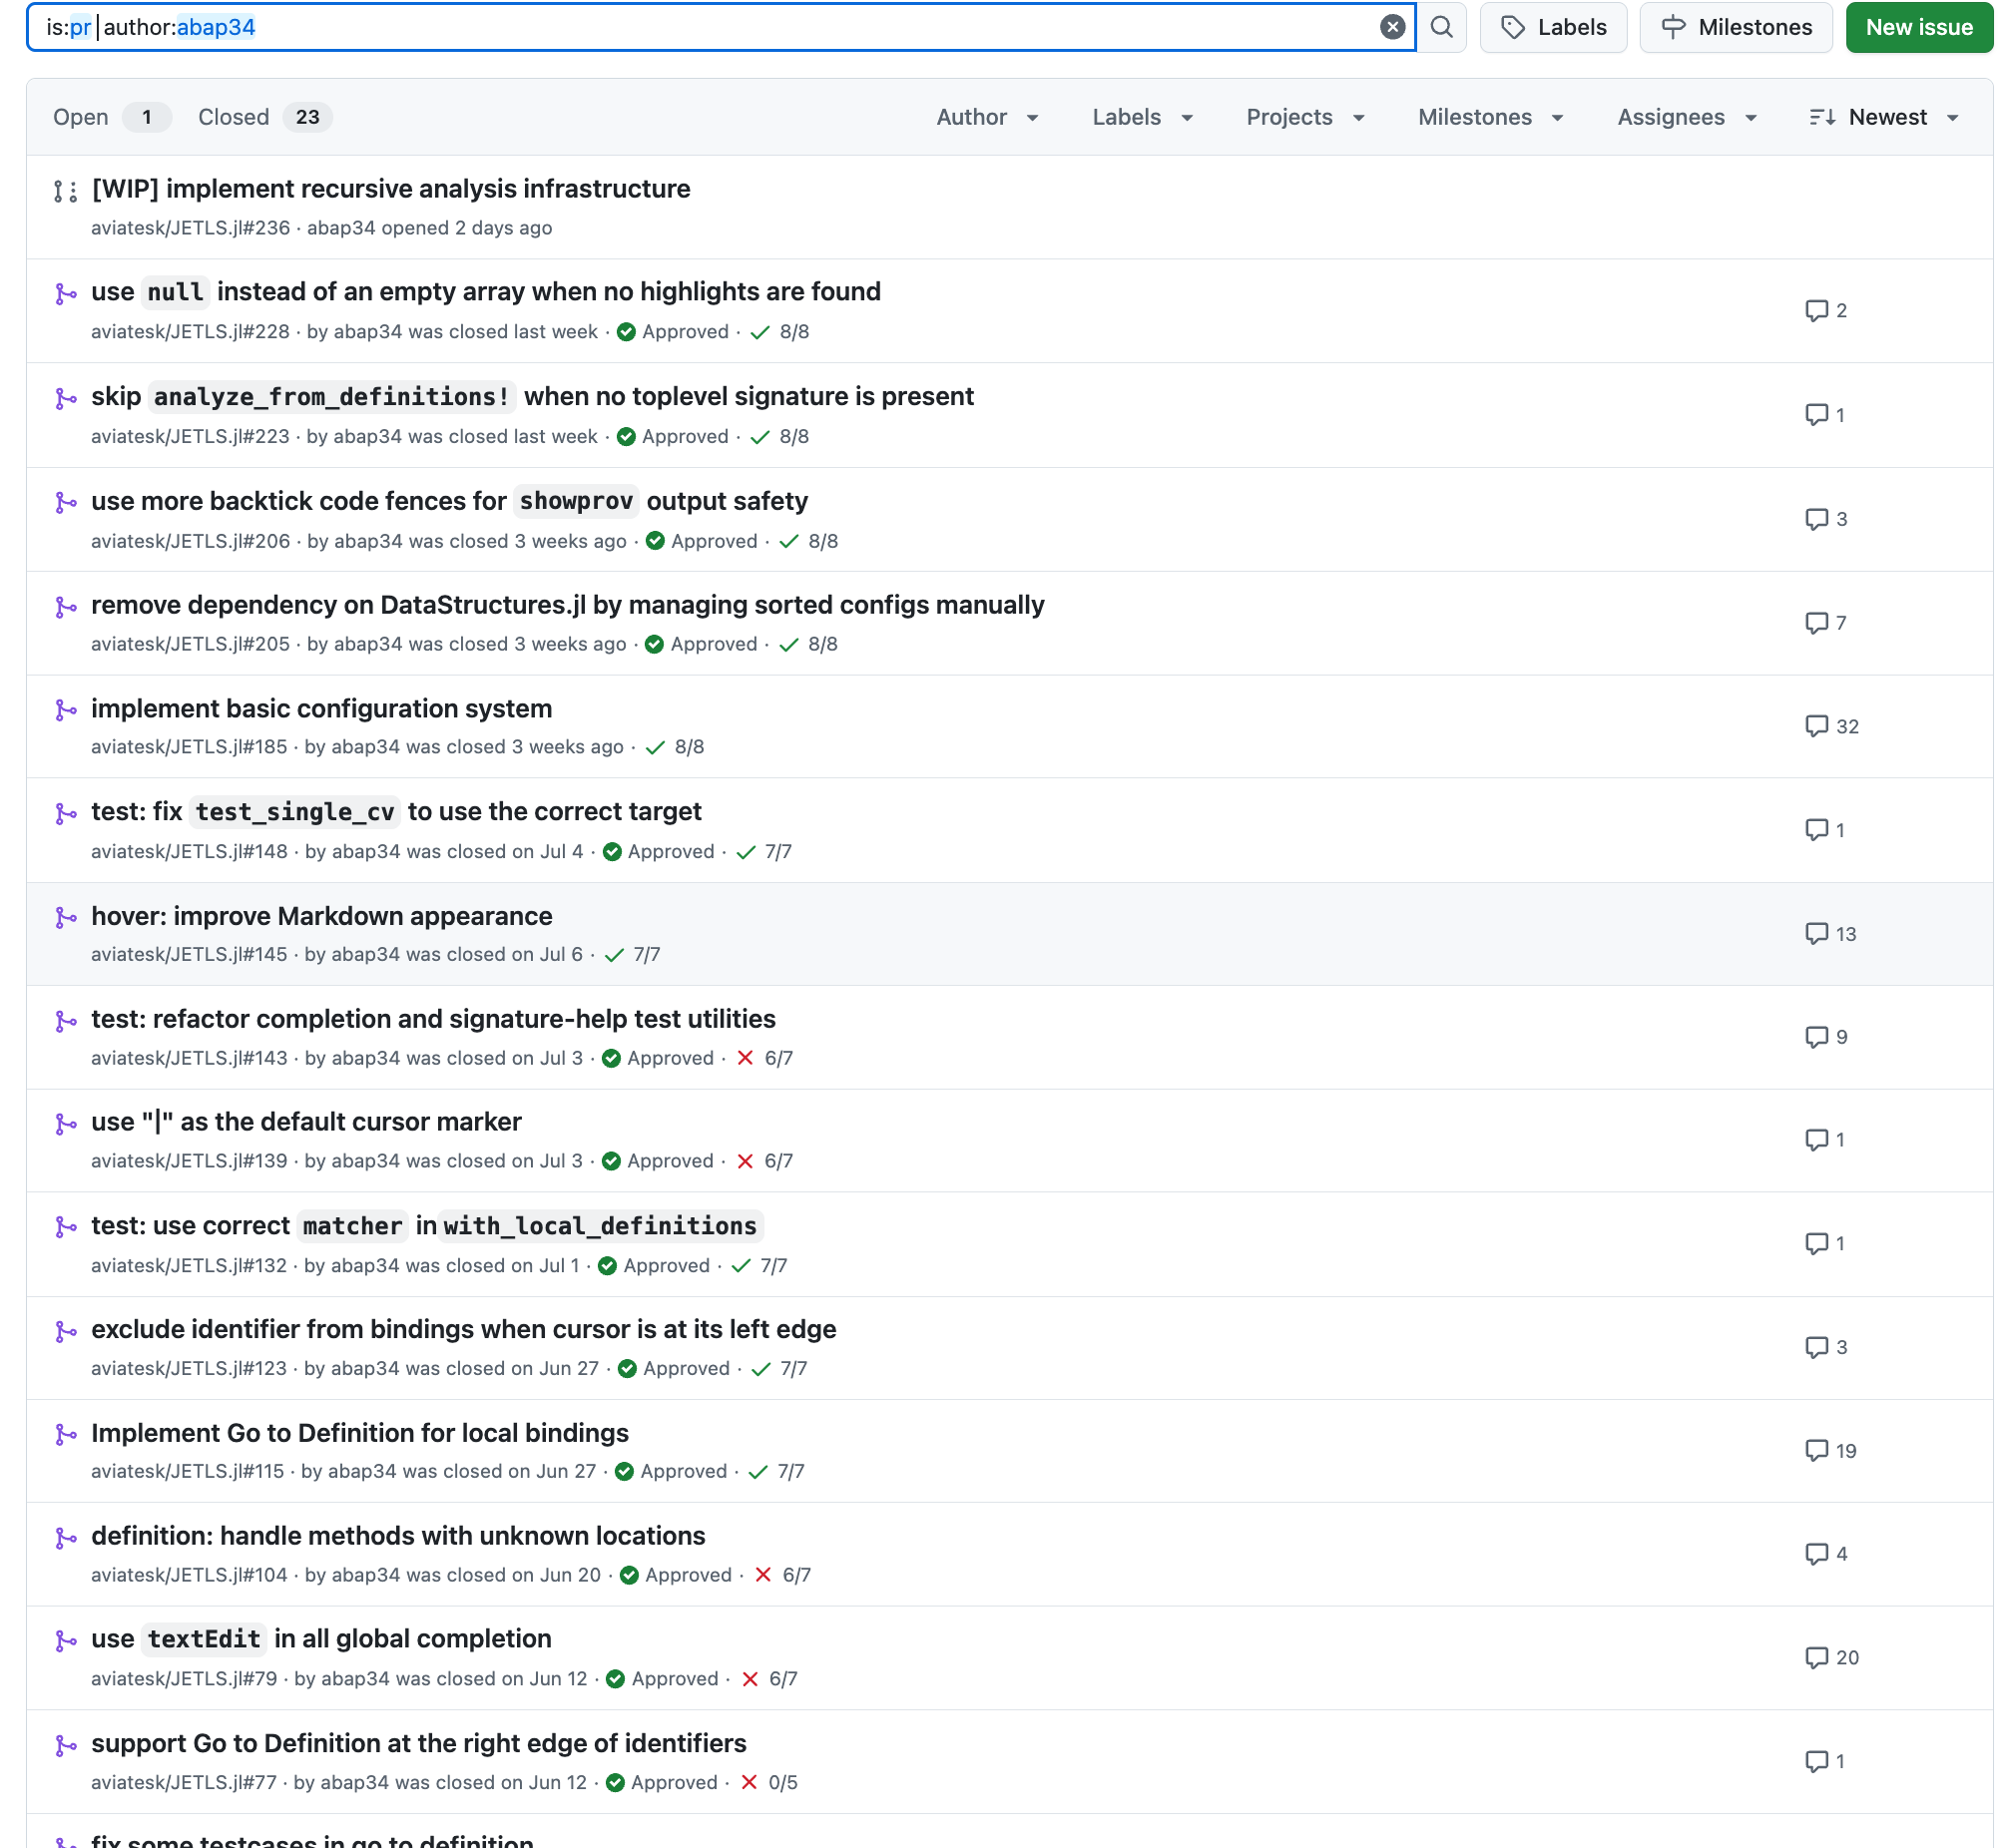 is:pr author:abap34
Labels
Milestones
New issue
Open 1 Closed 23 Author Labels Projects Milestones Assignees Newest
[WIP] implement recursive analysis infrastructure
aviatesk/JETLS.jl#236 · abap34 opened 2 days ago
use null instead of an empty array when no highlights are found
aviatesk/JETLS.jl#228 · by abap34 was closed last week · Approved · 8/8
2
skip analyze_from_definitions! when no toplevel signature is present
aviatesk/JETLS.jl#223 · by abap34 was closed last week · Approved · 8/8
1
use more backtick code fences for showprov output safety
aviatesk/JETLS.jl#206 · by abap34 was closed 3 weeks ago · Approved · 8/8
3
remove dependency on DataStructures.jl by managing sorted configs manually
aviatesk/JETLS.jl#205 · by abap34 was closed 3 weeks ago · Approved · 8/8
7
implement basic configuration system
aviatesk/JETLS.jl#185 · by abap34 was closed 3 weeks ago · 8/8
32
test: fix test_single_cv to use the correct target
aviatesk/JETLS.jl#148 · by abap34 was closed on Jul 4 · Approved · 7/7
1
hover: improve Markdown appearance
aviatesk/JETLS.jl#145 · by abap34 was closed on Jul 6 · 7/7
13
test: refactor completion and signature-help test utilities
aviatesk/JETLS.jl#143 · by abap34 was closed on Jul 3 · Approved · 6/7
9
use "|" as the default cursor marker
aviatesk/JETLS.jl#139 · by abap34 was closed on Jul 3 · Approved · 6/7
1
test: use correct matcher in with_local_definitions
aviatesk/JETLS.jl#132 · by abap34 was closed on Jul 1 · Approved · 7/7
1
exclude identifier from bindings when cursor is at its left edge
aviatesk/JETLS.jl#123 · by abap34 was closed on Jun 27 · Approved · 7/7
3
Implement Go to Definition for local bindings
aviatesk/JETLS.jl#115 · by abap34 was closed on Jun 27 · Approved · 7/7
19
definition: handle methods with unknown locations
aviatesk/JETLS.jl#104 · by abap34 was closed on Jun 20 · Approved · 6/7
4
use textEdit in all global completion
aviatesk/JETLS.jl#79 · by abap34 was closed on Jun 12 · Approved · 6/7
20
support Go to Definition at the right edge of identifiers
aviatesk/JETLS.jl#77 · by abap34 was closed on Jun 12 · Approved · 0/5
1
fix some testcases in go to definition